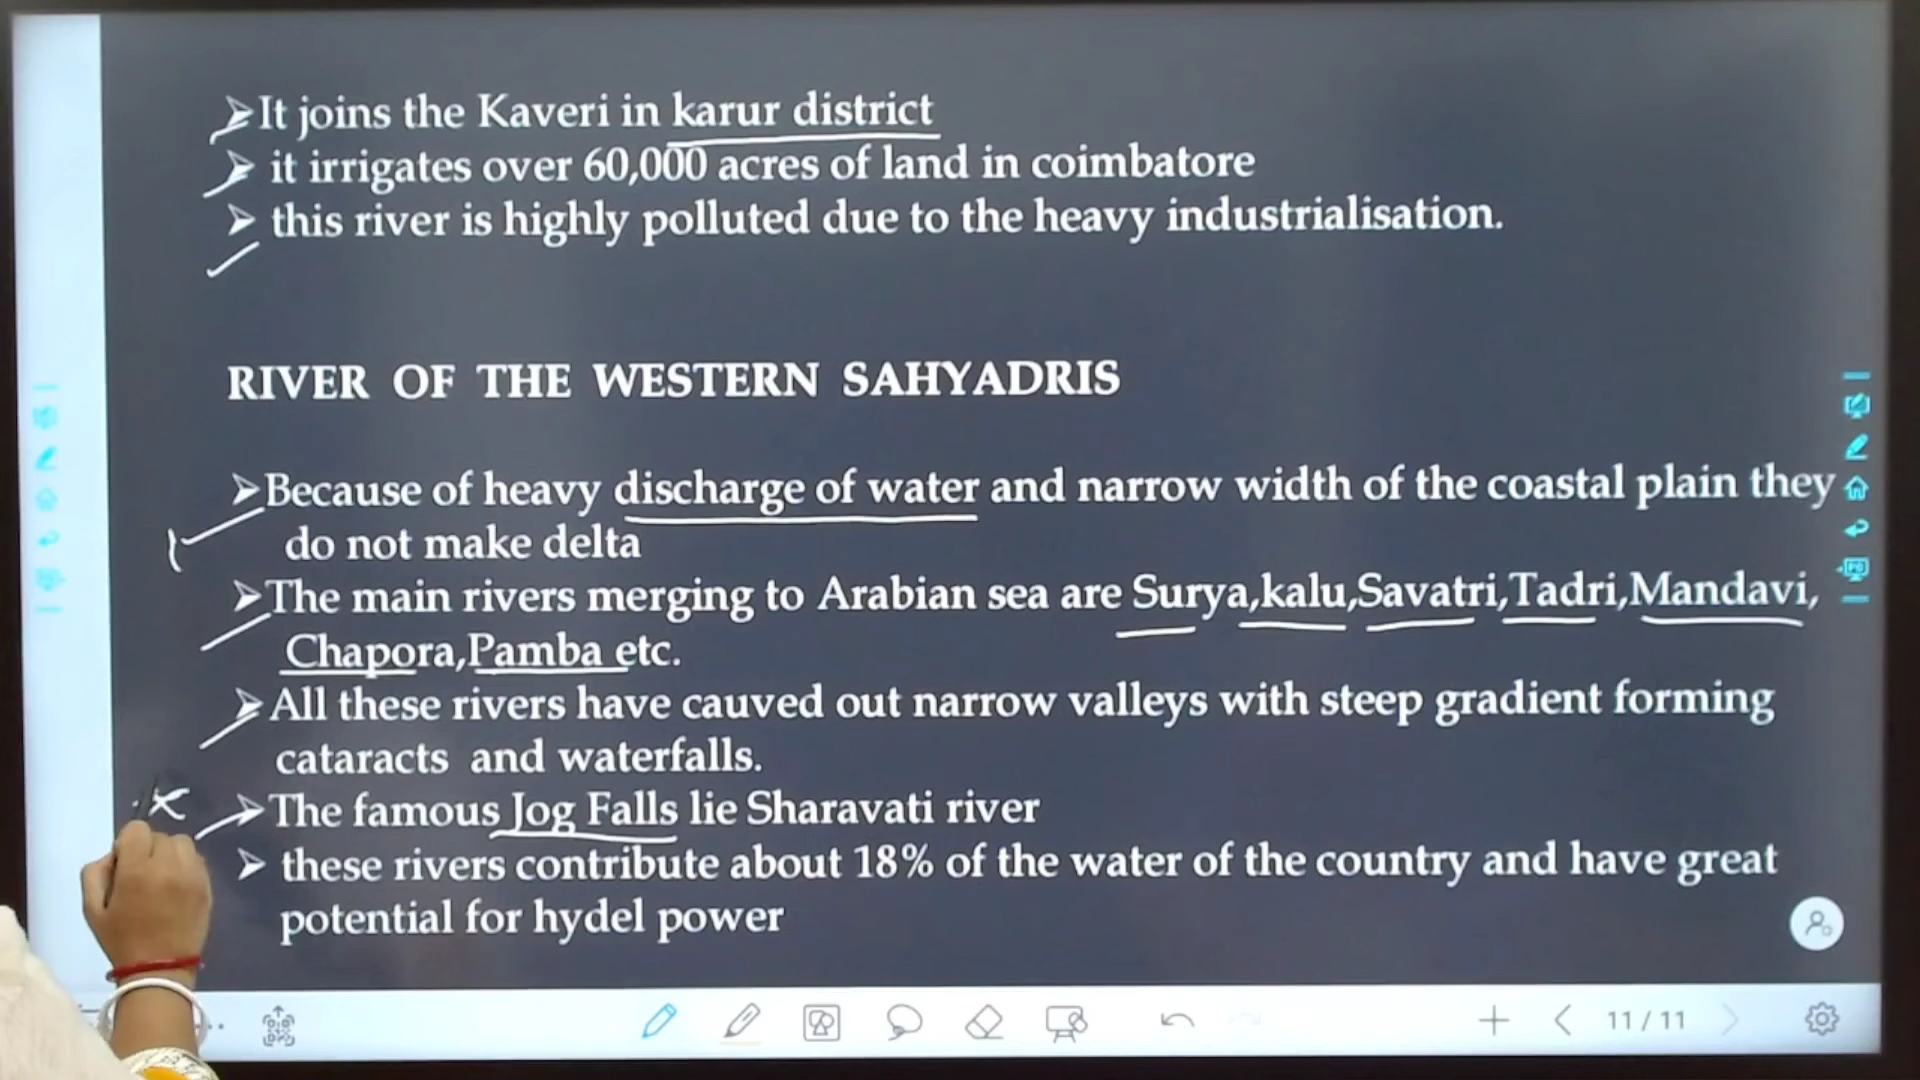 ➢It joins the Kaveri in karur district
➢ it irrigates over 60,000 acres of land in coimbatore
➢ this river is highly polluted due to the heavy industrialisation.
RIVER OF THE WESTERN SAHYADRIS
➢Because of heavy discharge of water and narrow width of the coastal plain they
do not make delta
➢The main rivers merging to Arabian sea are Surya,kalu,Savatri,Tadri,Mandavi,
Chapora,Pamba etc.
➢All these rivers have cauved out narrow valleys with steep gradient forming
cataracts and waterfalls.
➢The famous Jog Falls lie Sharavati river
➢ these rivers contribute about 18% of the water of the country and have great
potential for hydel power
11 / 11